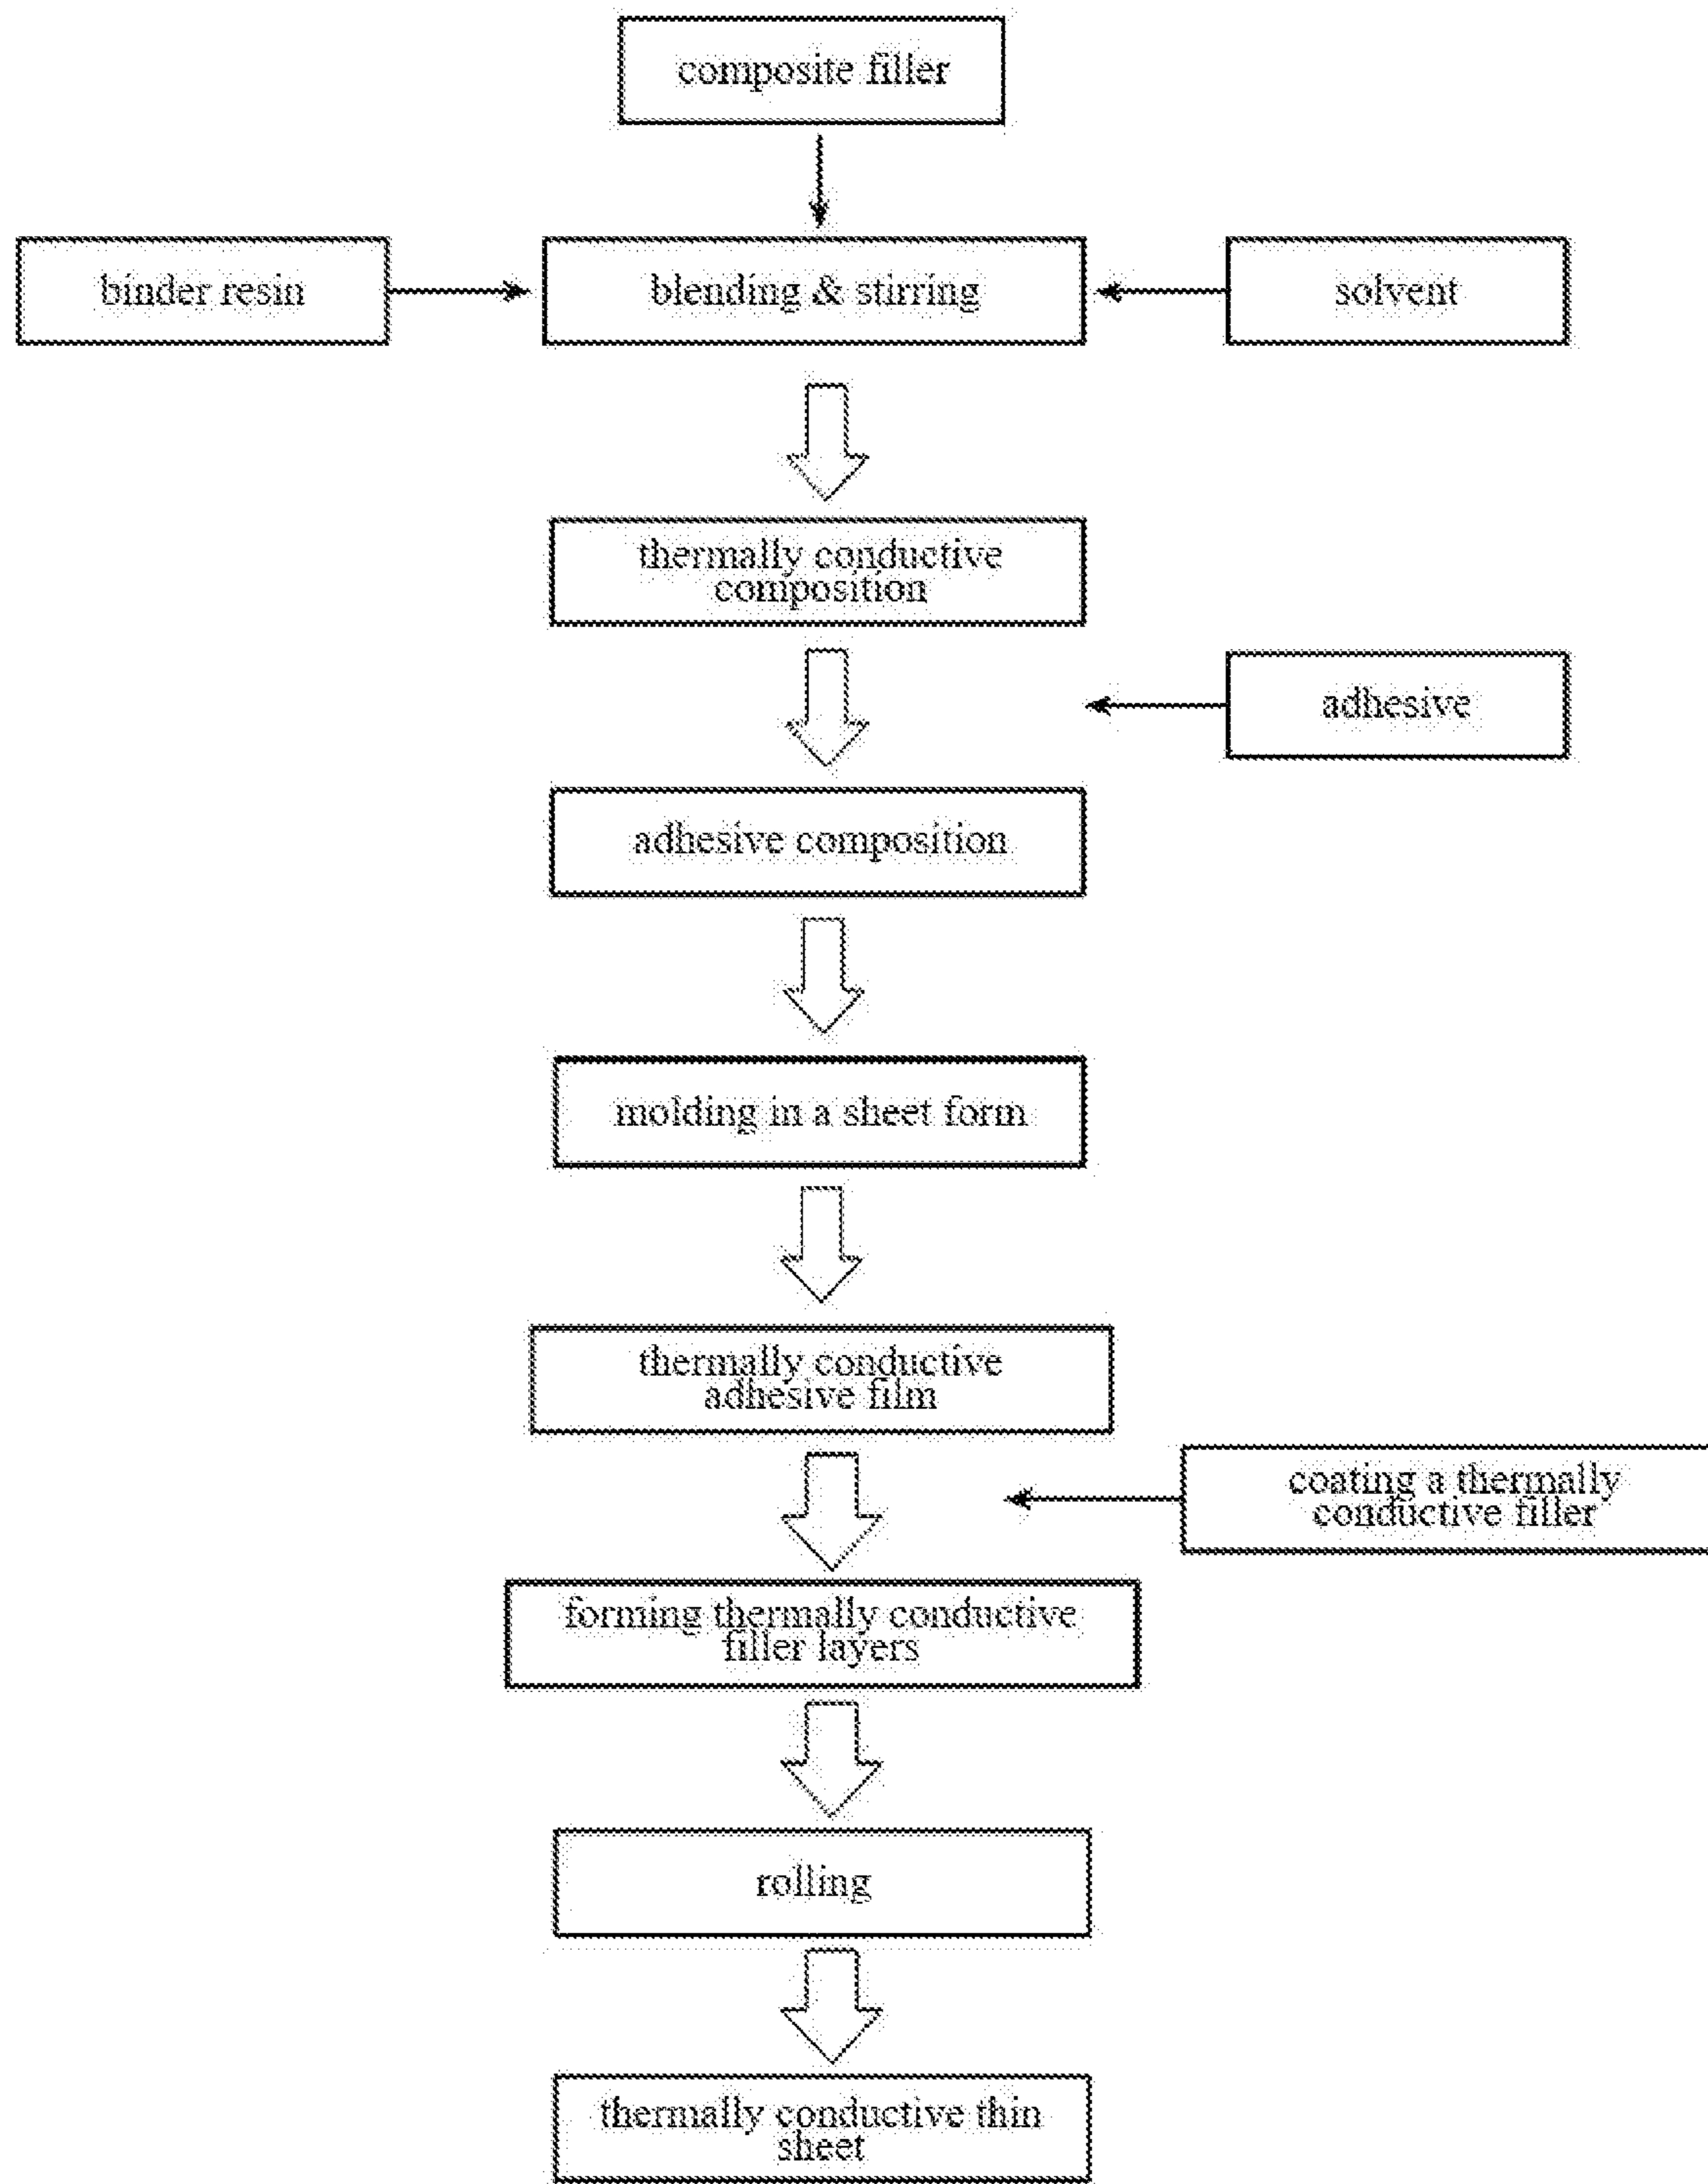 composite filler
binder resin
blending & stirring
solvent
thermally conductive
composition
adhesive
adhesive composition
molding in a sheet form
thermally conductive
adhesive film
coating a thermally
conductive filler
forming thermally conductive
filler layers
rolling
thermally conductive thin
sheet